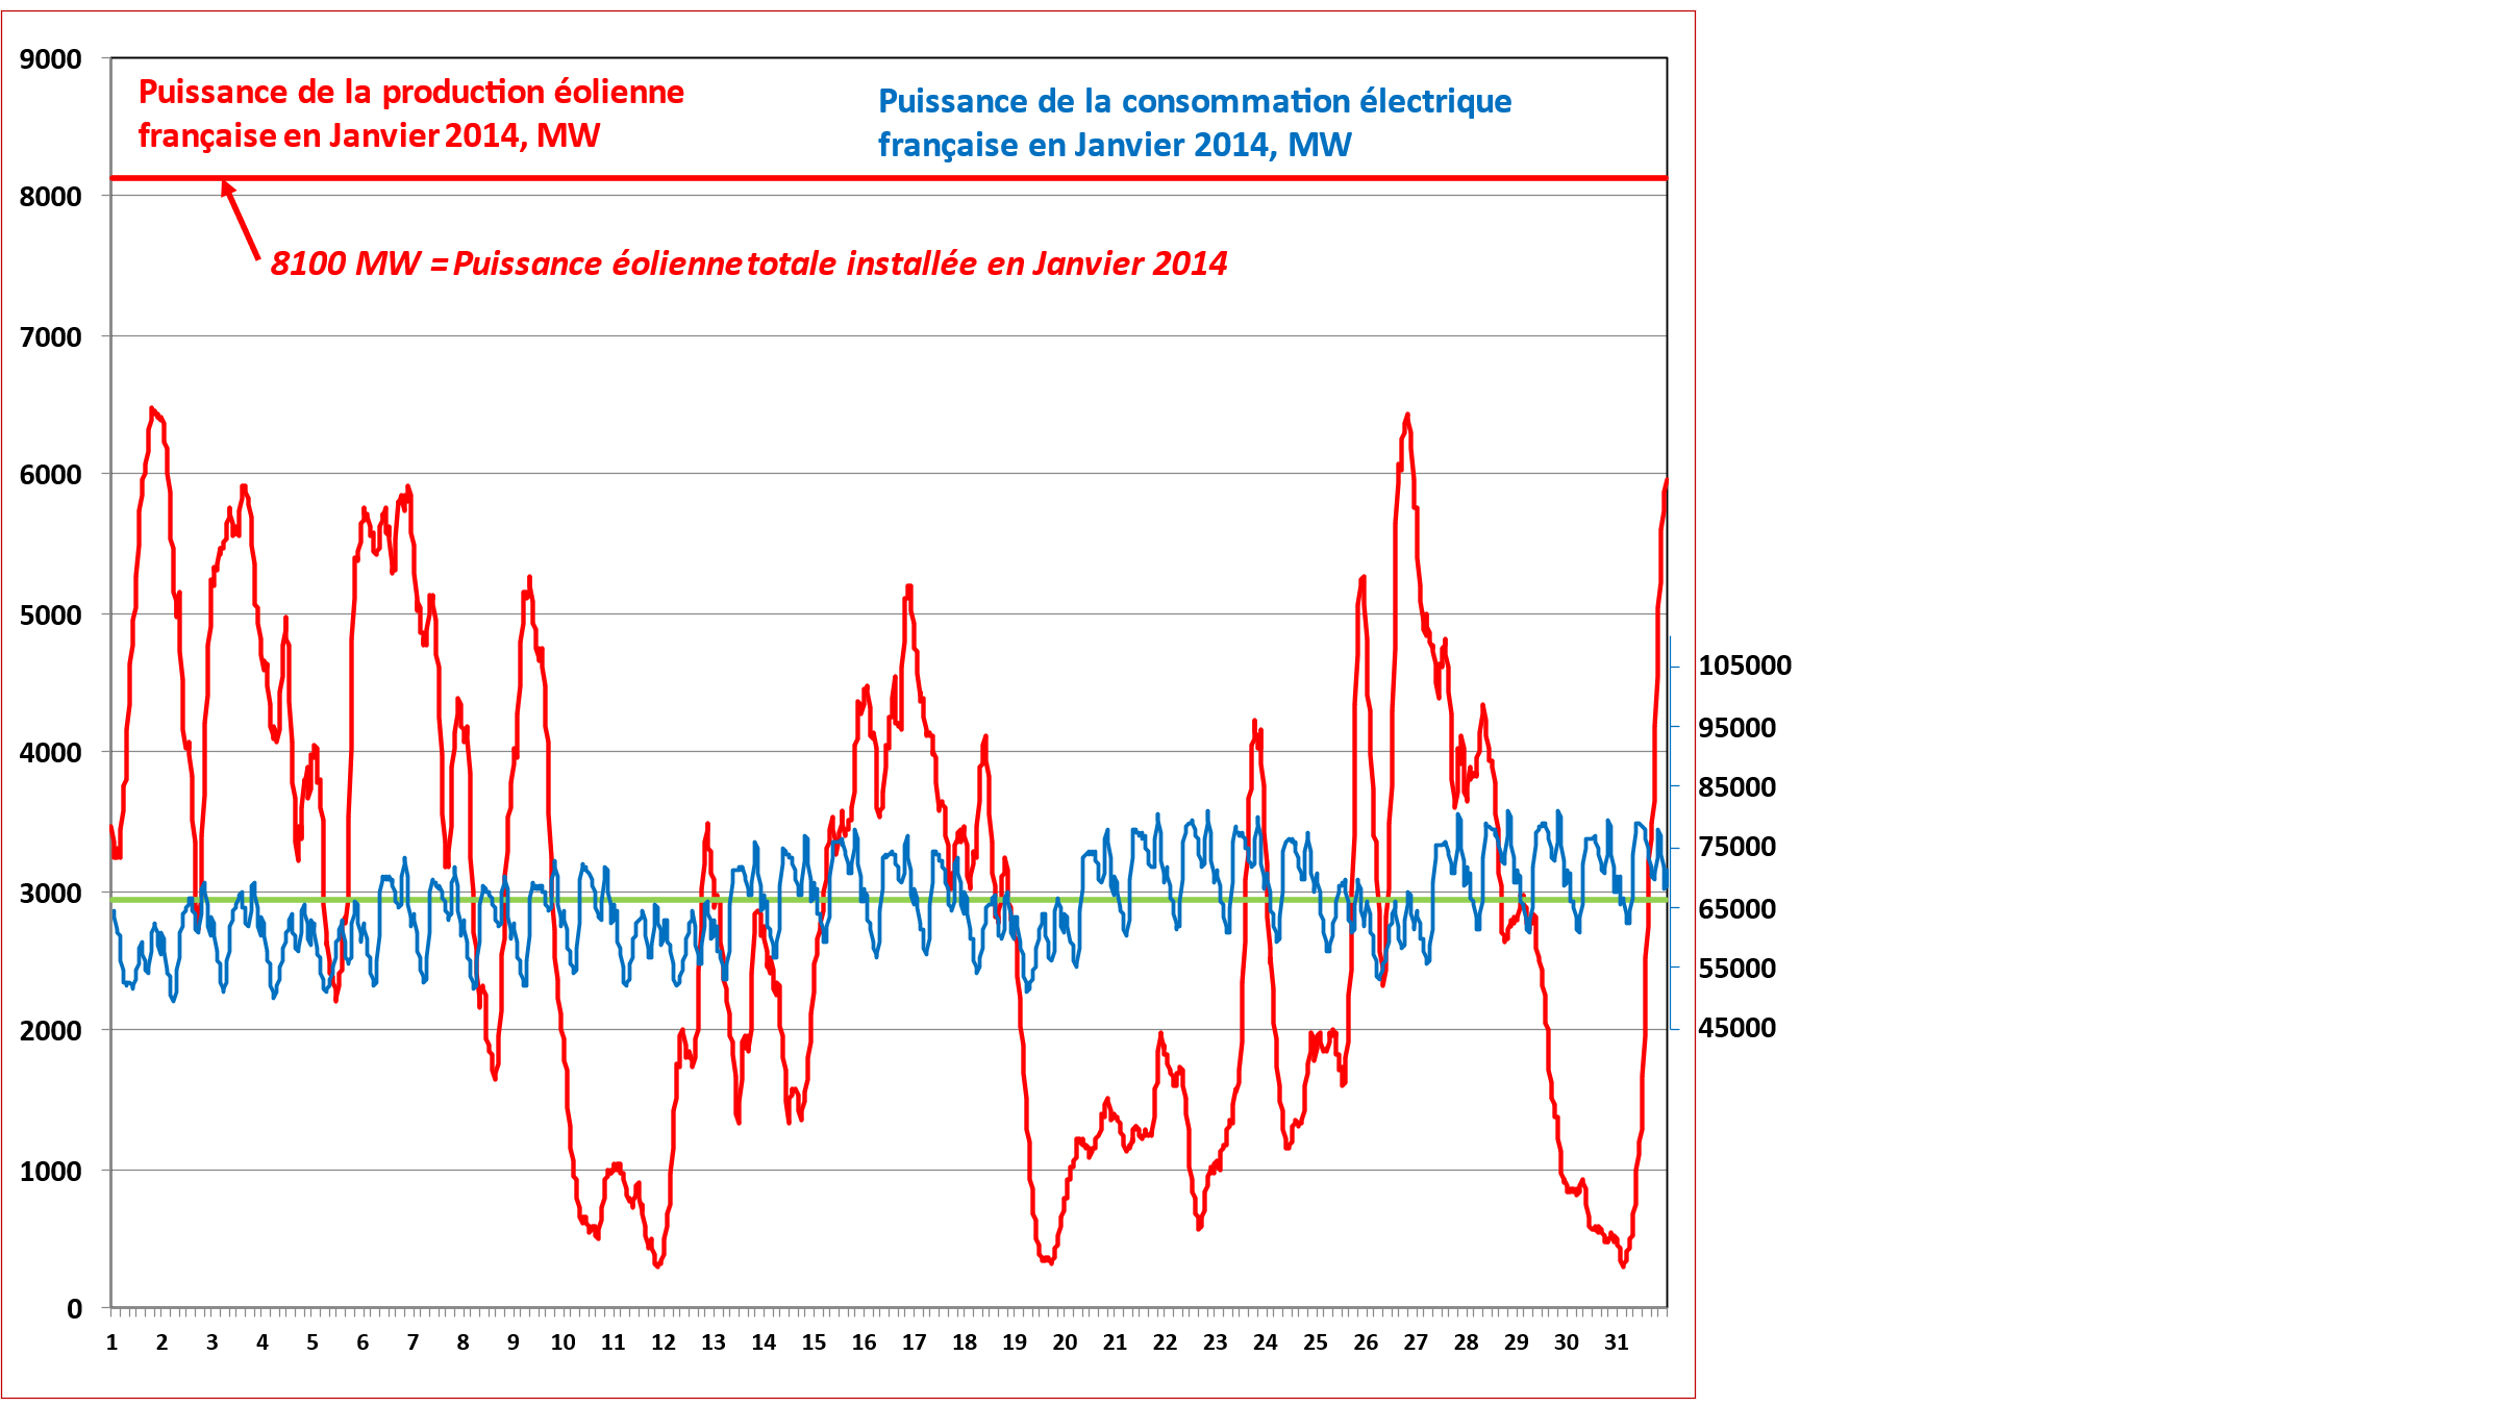 9000
Puissance de la production éolienne
française en Janvier 2014, MW
Puissance de la consommation électrique
française en Janvier 2014, MW
8000
8100 MW = Puissance éolienne totale installée en Janvier 2014
7000
6000
5000
4000
3000
2000
1000
0
105000
95000
85000
75000
65000
55000
45000
1 2 3 4 5 6 7 8 9 10 11 12 13 14 15 16 17 18 19 20 21 22 23 24 25 26 27 28 29 30 31